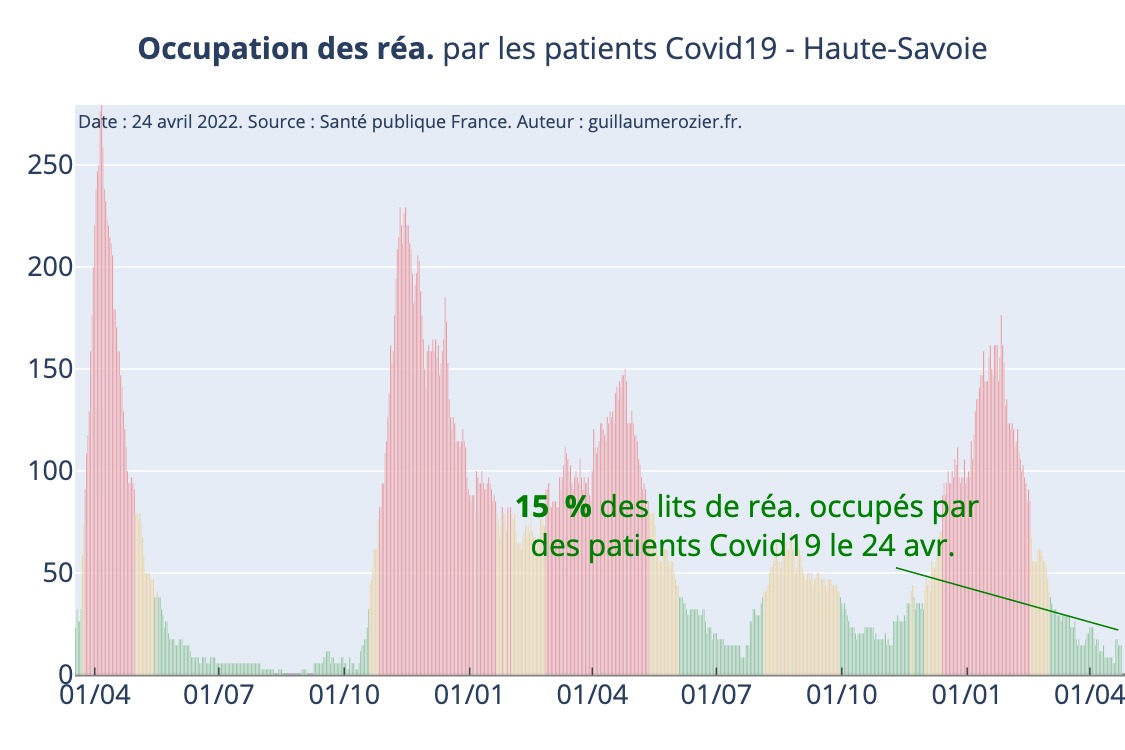 Occupation des réa. par les patients Covid19 - Haute-Savoie
Date : 24 avril 2022. Source : Santé publique France. Auteur : guillaumerozier.fr.
250
200
150
100
50
0
15 % des lits de réa. occupés par
des patients Covid19 le 24 avr.
01/04 01/07 01/10 01/01 01/04 01/07 01/10 01/01 01/04